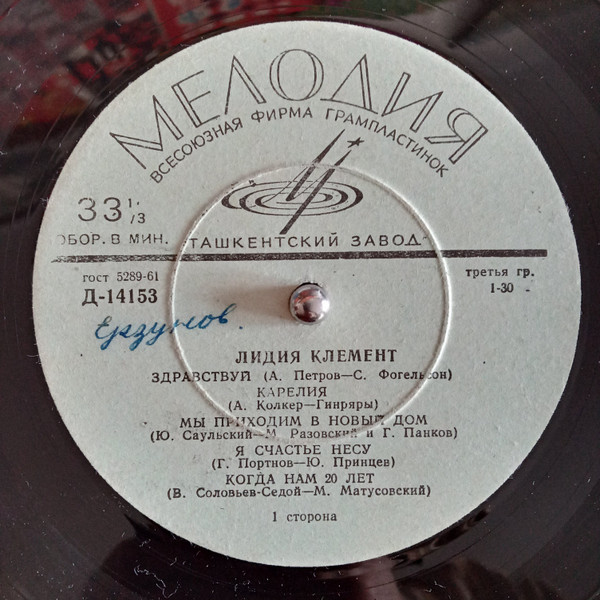 МЕЛОДИЯ
ВСЕСОЮЗНАЯ ФИРМА ГРАМПЛАСТИНОК
33 1/3
ОБОР. В МИН.
ТАШКЕНТСКИЙ ЗАВОД
гост 5289-61
Д-14153
третья гр.
1-30
Ерзунов.
ЛИДИЯ КЛЕМЕНТ
ЗДРАВСТВУЙ (А. Петров—С. Фогельсон)
КАРЕЛИЯ
(А. Колкер—Гинряры)
МЫ ПРИХОДИМ В НОВЫЙ ДОМ
(Ю. Саульский—М. Разовский и Г. Панков)
Я СЧАСТЬЕ НЕСУ
(Г. Портнов—Ю. Принцев)
КОГДА НАМ 20 ЛЕТ
(В. Соловьев-Седой—М. Матусовский)
I сторона